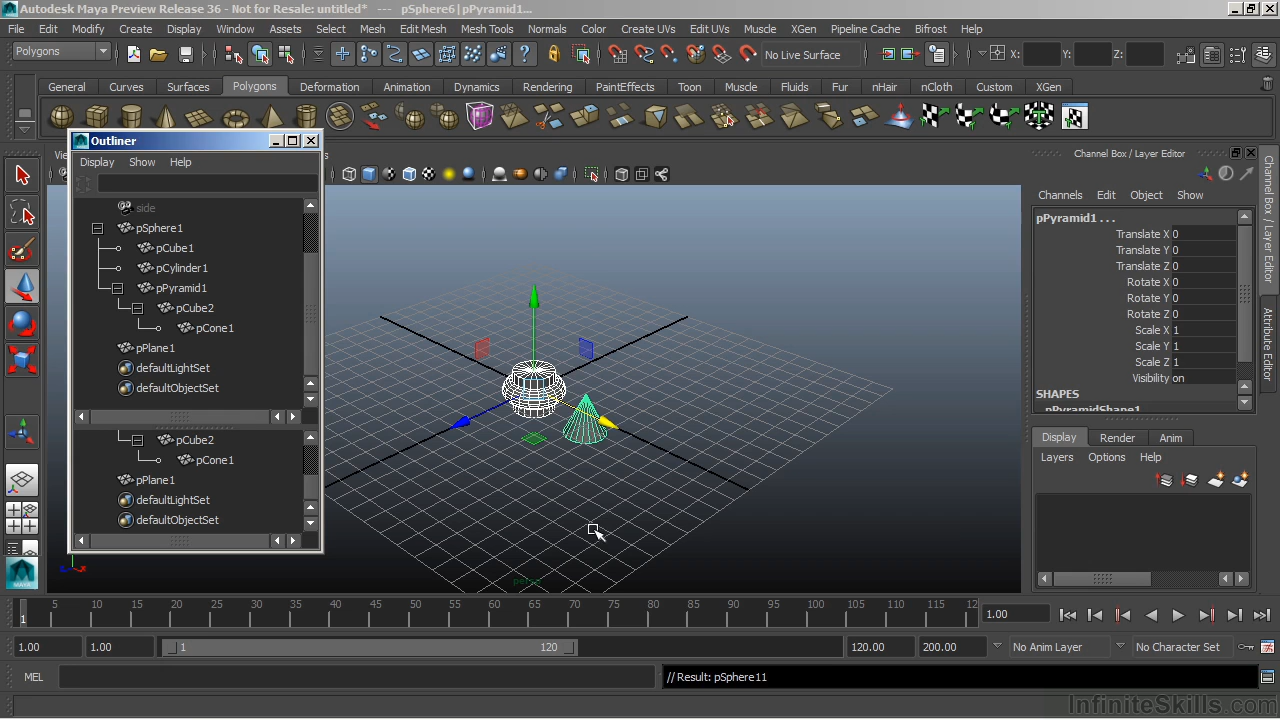 Autodesk Maya Preview Release 36 - Not for Resale: untitled*   ---   pSphere6|pPyramid1...
File Edit Modify Create Display Window Assets Select Mesh Edit Mesh Mesh Tools Normals Color Create UVs Edit UVs Muscle XGen Pipeline Cache Bifrost Help
Polygons No Live Surface X: Y: Z:
General Curves Surfaces Polygons Deformation Animation Dynamics Rendering PaintEffects Toon Muscle Fluids Fur nHair nCloth Custom XGen
Outliner
Display Show Help
side
pSphere1
pCube1
pCylinder1
pPyramid1
pCube2
pCone1
pPlane1
defaultLightSet
defaultObjectSet
pCube2
pCone1
pPlane1
defaultLightSet
defaultObjectSet
persp
Channel Box / Layer Editor
Channels Edit Object Show
pPyramid1 . . .
Translate X 0
Translate Y 0
Translate Z 0
Rotate X 0
Rotate Y 0
Rotate Z 0
Scale X 1
Scale Y 1
Scale Z 1
Visibility on
SHAPES
pPyramidShape1
Display Render Anim
Layers Options Help
Channel Box / Layer Editor
Attribute Editor
MAYA
1 5 10 15 20 25 30 35 40 45 50 55 60 65 70 75 80 85 90 95 100 105 110 115 12 1.00
1.00 1.00 1 120 120.00 200.00 No Anim Layer No Character Set
MEL // Result: pSphere11
InfiniteSkills.com